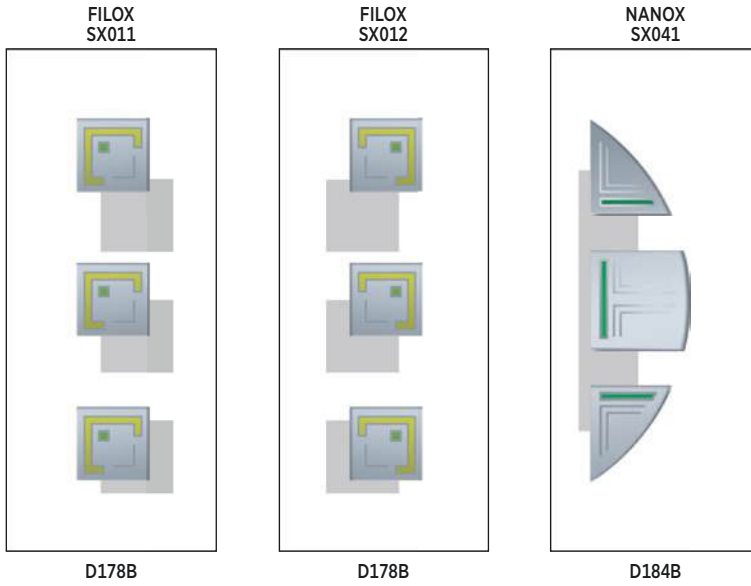 FILOX
SX011
FILOX
SX012
NANOX
SX041
D178B
D178B
D184B